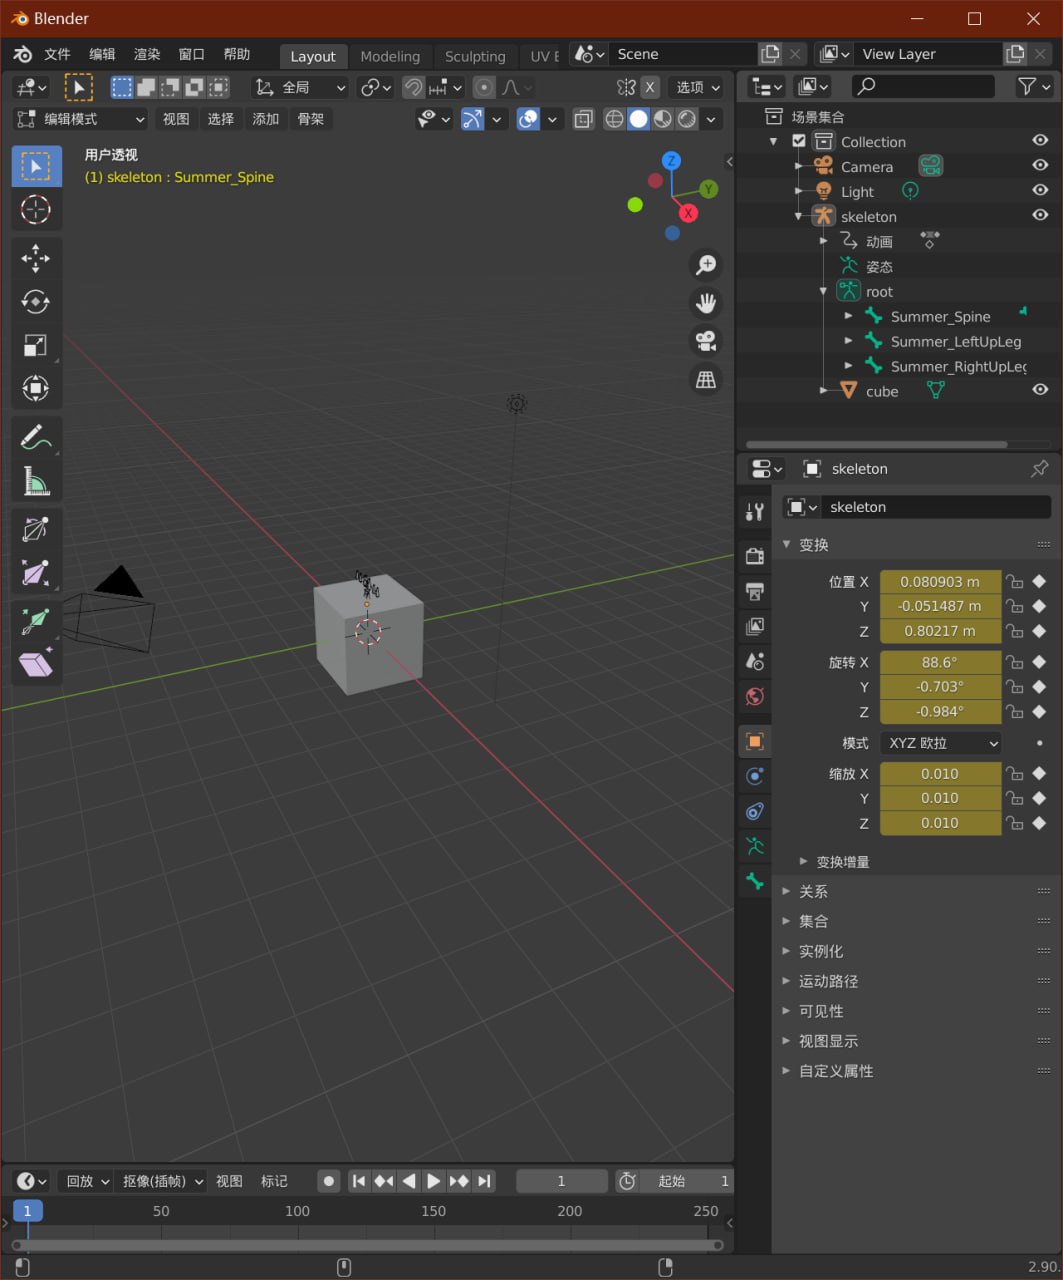 Blender
文件 编辑 渲染 窗口 帮助 Layout Modeling Sculpting UV E Scene View Layer
全局 X 选项
编辑模式 视图 选择 添加 骨架
用户透视
(1) skeleton : Summer_Spine
Z
Y
X
场景集合
Collection
Camera
Light
skeleton
动画
姿态
root
Summer_Spine
Summer_LeftUpLeg
Summer_RightUpLeg
cube
skeleton
skeleton
变换
位置 X 0.080903 m
Y -0.051487 m
Z 0.80217 m
旋转 X 88.6°
Y -0.703°
Z -0.984°
模式 XYZ 欧拉
缩放 X 0.010
Y 0.010
Z 0.010
变换增量
关系
集合
实例化
运动路径
可见性
视图显示
自定义属性
回放 抠像(插帧) 视图 标记 1 起始 1
1 50 100 150 200 250
2.90.